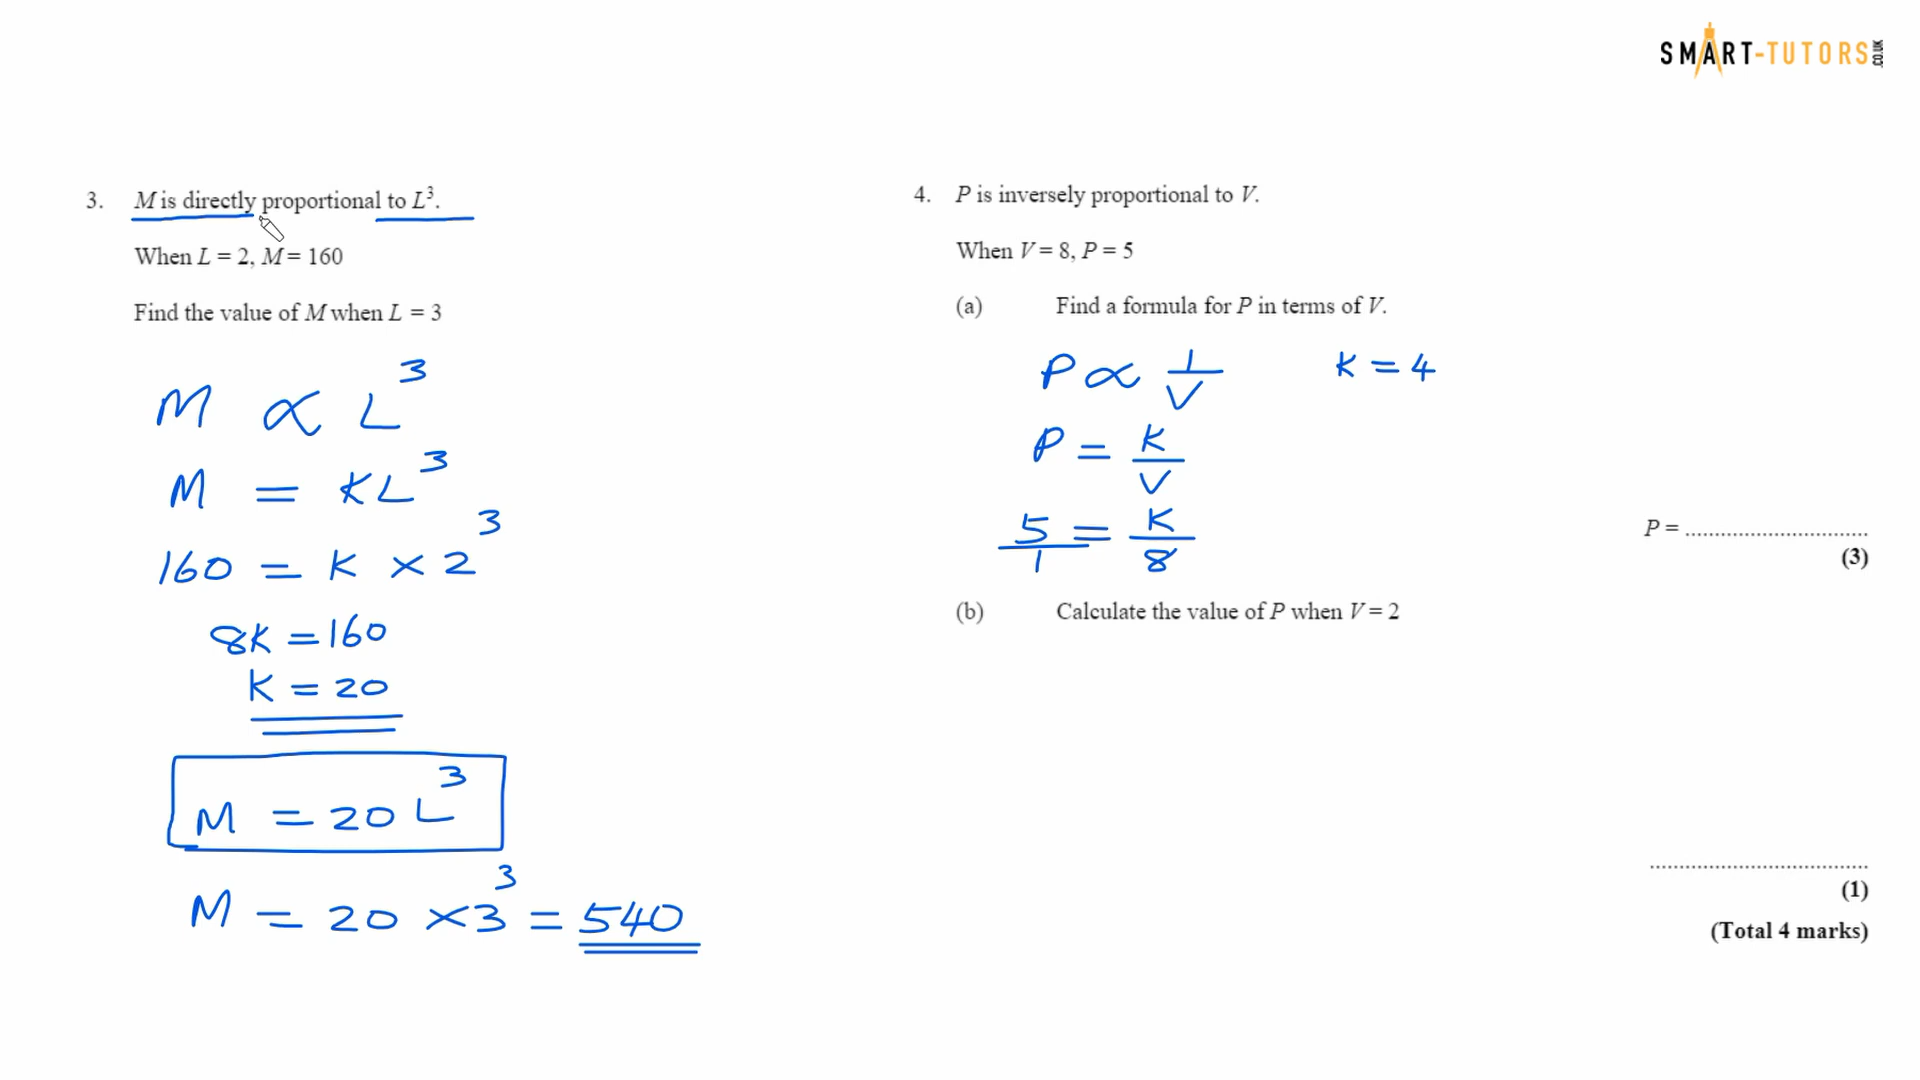 SMART-TUTORS.CO.UK
3. M is directly proportional to L³.
When L = 2, M = 160
Find the value of M when L = 3
M ∝ L³
M = KL³
160 = K × 2³
8K = 160
K = 20
M = 20 L³
M = 20 × 3³ = 540
4. P is inversely proportional to V.
When V = 8, P = 5
(a) Find a formula for P in terms of V.
P ∝ 1/V K = 4
P = K/V
5/1 = K/8
P = ...............................
(3)
(b) Calculate the value of P when V = 2
.....................................
(1)
(Total 4 marks)